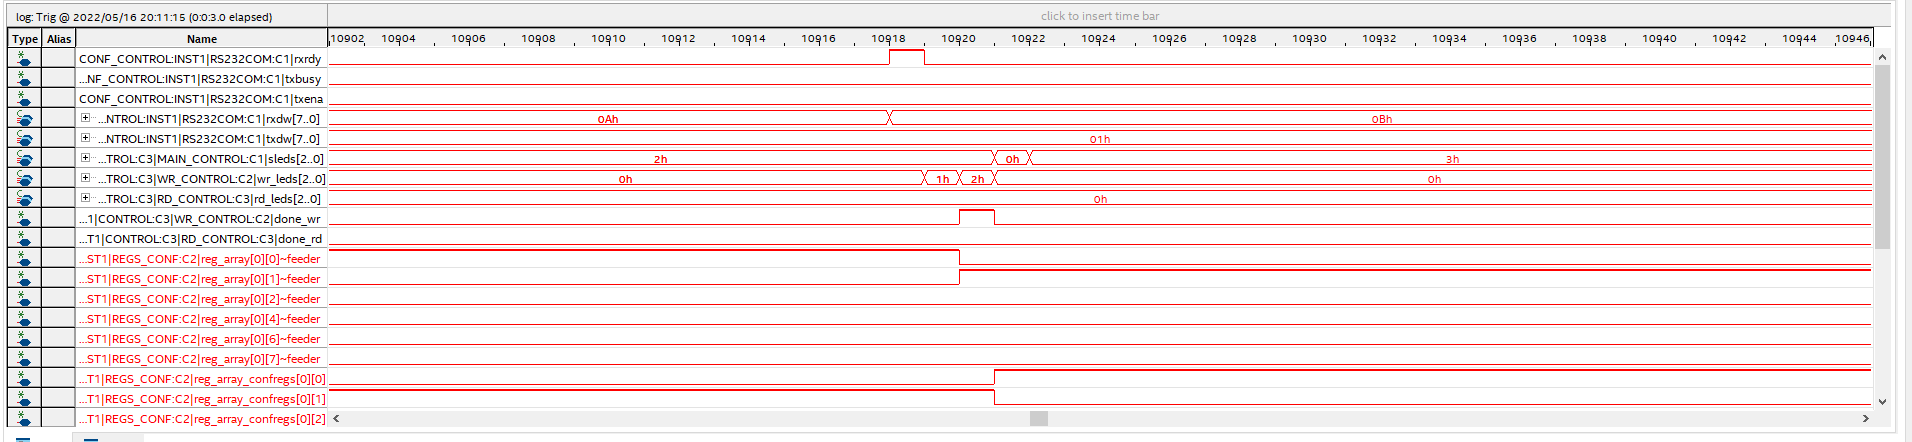 log: Trig @ 2022/05/16 20:11:15 (0:0:3.0 elapsed) click to insert time bar
Type Alias Name 10902 10904 10906 10908 10910 10912 10914 10916 10918 10920 10922 10924 10926 10928 10930 10932 10934 10936 10938 10940 10942 10944 10946
CONF_CONTROL:INST1|RS232COM:C1|rxrdy
...NF_CONTROL:INST1|RS232COM:C1|txbusy
CONF_CONTROL:INST1|RS232COM:C1|txena
...NTROL:INST1|RS232COM:C1|rxdw[7..0] 0Ah 0Bh
...NTROL:INST1|RS232COM:C1|txdw[7..0] 01h
...TROL:C3|MAIN_CONTROL:C1|sleds[2..0] 2h 0h 3h
...TROL:C3|WR_CONTROL:C2|wr_leds[2..0] 0h 1h 2h 0h
...TROL:C3|RD_CONTROL:C3|rd_leds[2..0] 0h
...1|CONTROL:C3|WR_CONTROL:C2|done_wr
...T1|CONTROL:C3|RD_CONTROL:C3|done_rd
...ST1|REGS_CONF:C2|reg_array[0][0]~feeder
...ST1|REGS_CONF:C2|reg_array[0][1]~feeder
...ST1|REGS_CONF:C2|reg_array[0][2]~feeder
...ST1|REGS_CONF:C2|reg_array[0][4]~feeder
...ST1|REGS_CONF:C2|reg_array[0][6]~feeder
...ST1|REGS_CONF:C2|reg_array[0][7]~feeder
...T1|REGS_CONF:C2|reg_array_confregs[0][0]
...T1|REGS_CONF:C2|reg_array_confregs[0][1]
...T1|REGS_CONF:C2|reg_array_confregs[0][2]